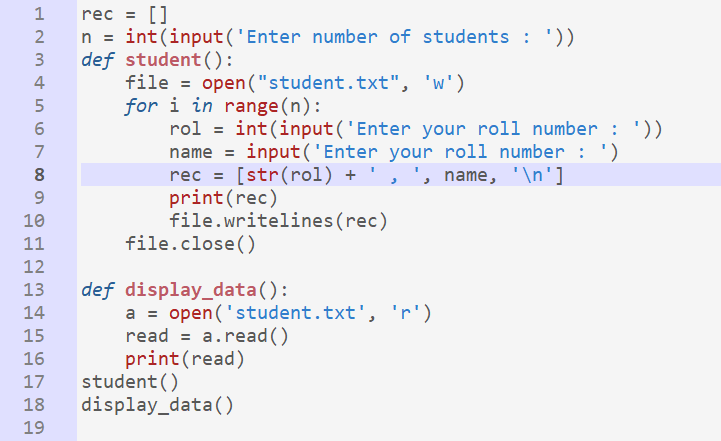 1 rec = []
2 n = int(input('Enter number of students : '))
3 def student():
4     file = open("student.txt", 'w')
5     for i in range(n):
6         rol = int(input('Enter your roll number : '))
7         name = input('Enter your roll number : ')
8         rec = [str(rol) + ' , ', name, '\n']
9         print(rec)
10         file.writelines(rec)
11     file.close()
12
13 def display_data():
14     a = open('student.txt', 'r')
15     read = a.read()
16     print(read)
17 student()
18 display_data()
19